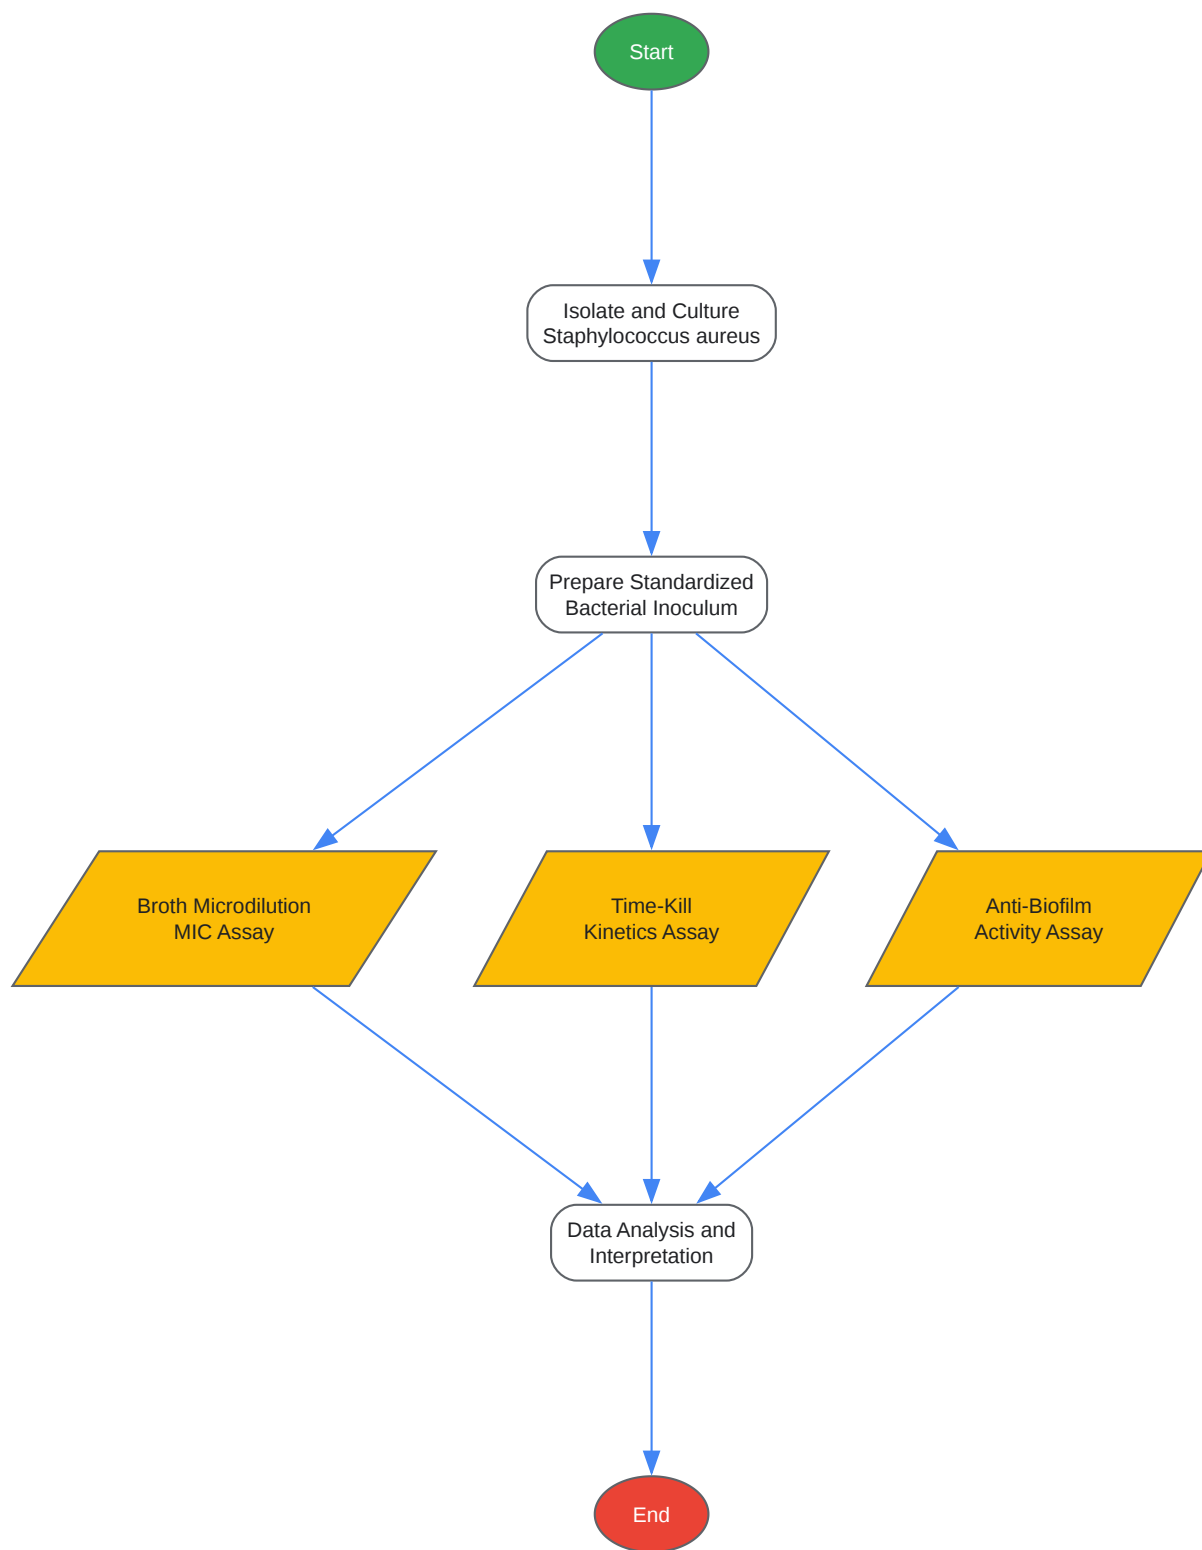 Start
Isolate and Culture
Staphylococcus aureus
Prepare Standardized
Bacterial Inoculum
Broth Microdilution
MIC Assay
Time-Kill
Kinetics Assay
Anti-Biofilm
Activity Assay
Data Analysis and
Interpretation
End